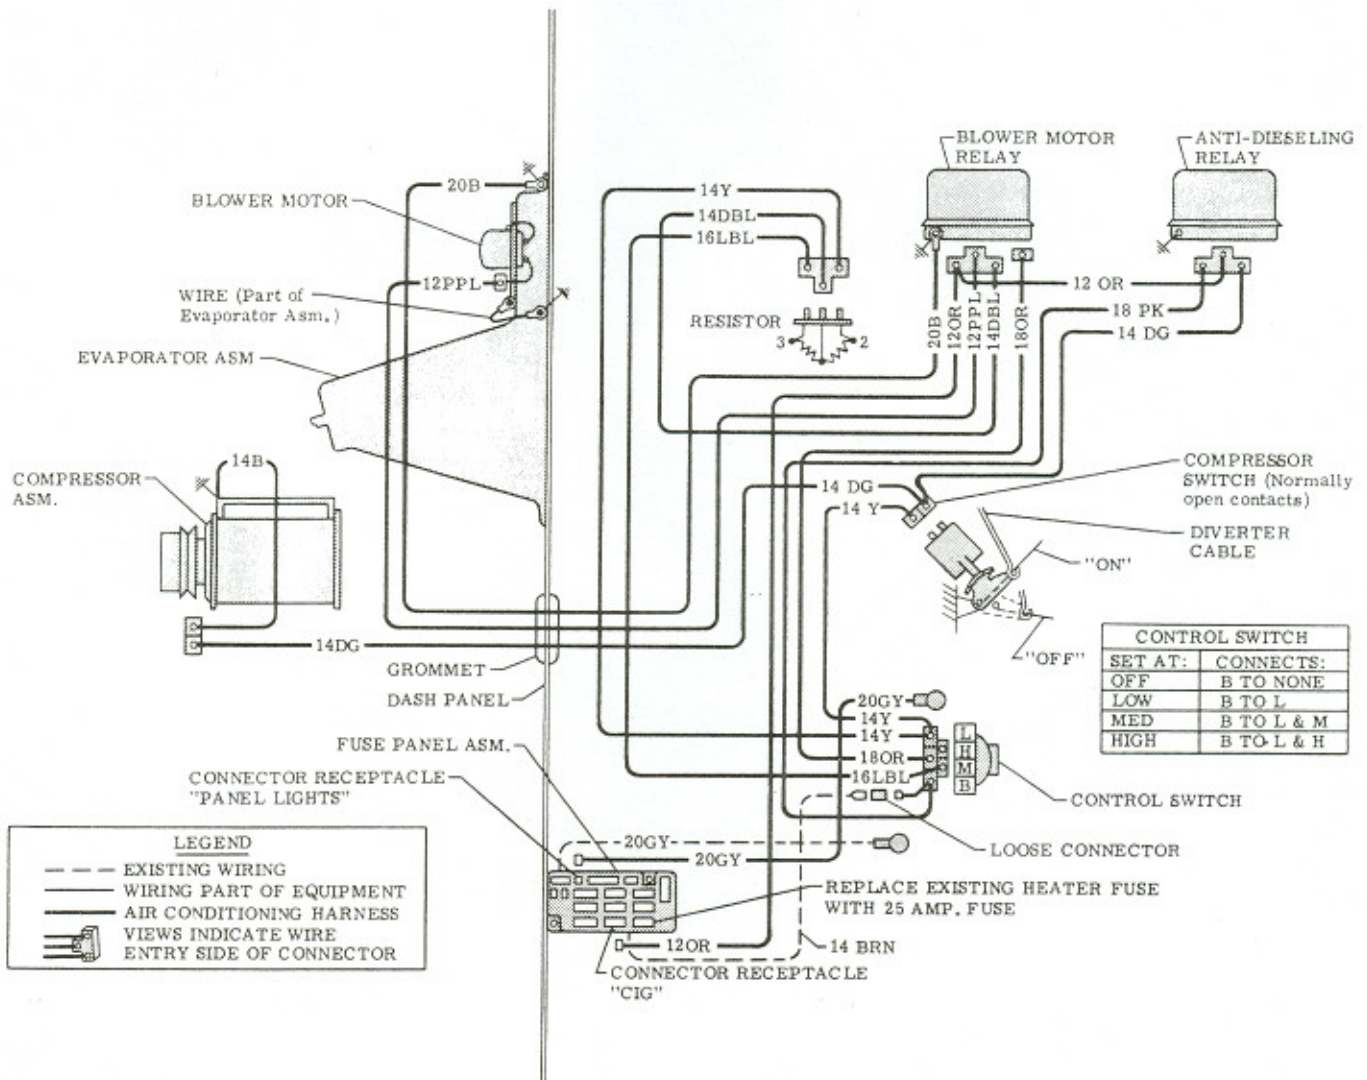 BLOWER MOTOR
RELAY
ANTI-DIESELING
RELAY
20B
14Y
BLOWER MOTOR
14DBL
16LBL
12PPL
12 OR
WIRE (Part of
Evaporator Asm.)
18 PK
RESISTOR
3
2
20B
12OR
12PPL
14DBL
18OR
14 DG
EVAPORATOR ASM
14B
COMPRESSOR
ASM.
COMPRESSOR
SWITCH (Normally
open contacts)
14 DG
14 Y
DIVERTER
CABLE
"ON"
14DG
GROMMET
"OFF"
DASH PANEL
CONTROL SWITCH
SET AT: CONNECTS:
OFF B TO NONE
LOW B TO L
MED B TO L & M
HIGH B TO L & H
20GY
14Y
14Y
18OR
16LBL
L
H
M
B
FUSE PANEL ASM.
CONNECTOR RECEPTACLE
"PANEL LIGHTS"
CONTROL SWITCH
20GY
20GY
LOOSE CONNECTOR
LEGEND
EXISTING WIRING
WIRING PART OF EQUIPMENT
AIR CONDITIONING HARNESS
VIEWS INDICATE WIRE
ENTRY SIDE OF CONNECTOR
REPLACE EXISTING HEATER FUSE
WITH 25 AMP. FUSE
12OR
14 BRN
CONNECTOR RECEPTACLE
"CIG"